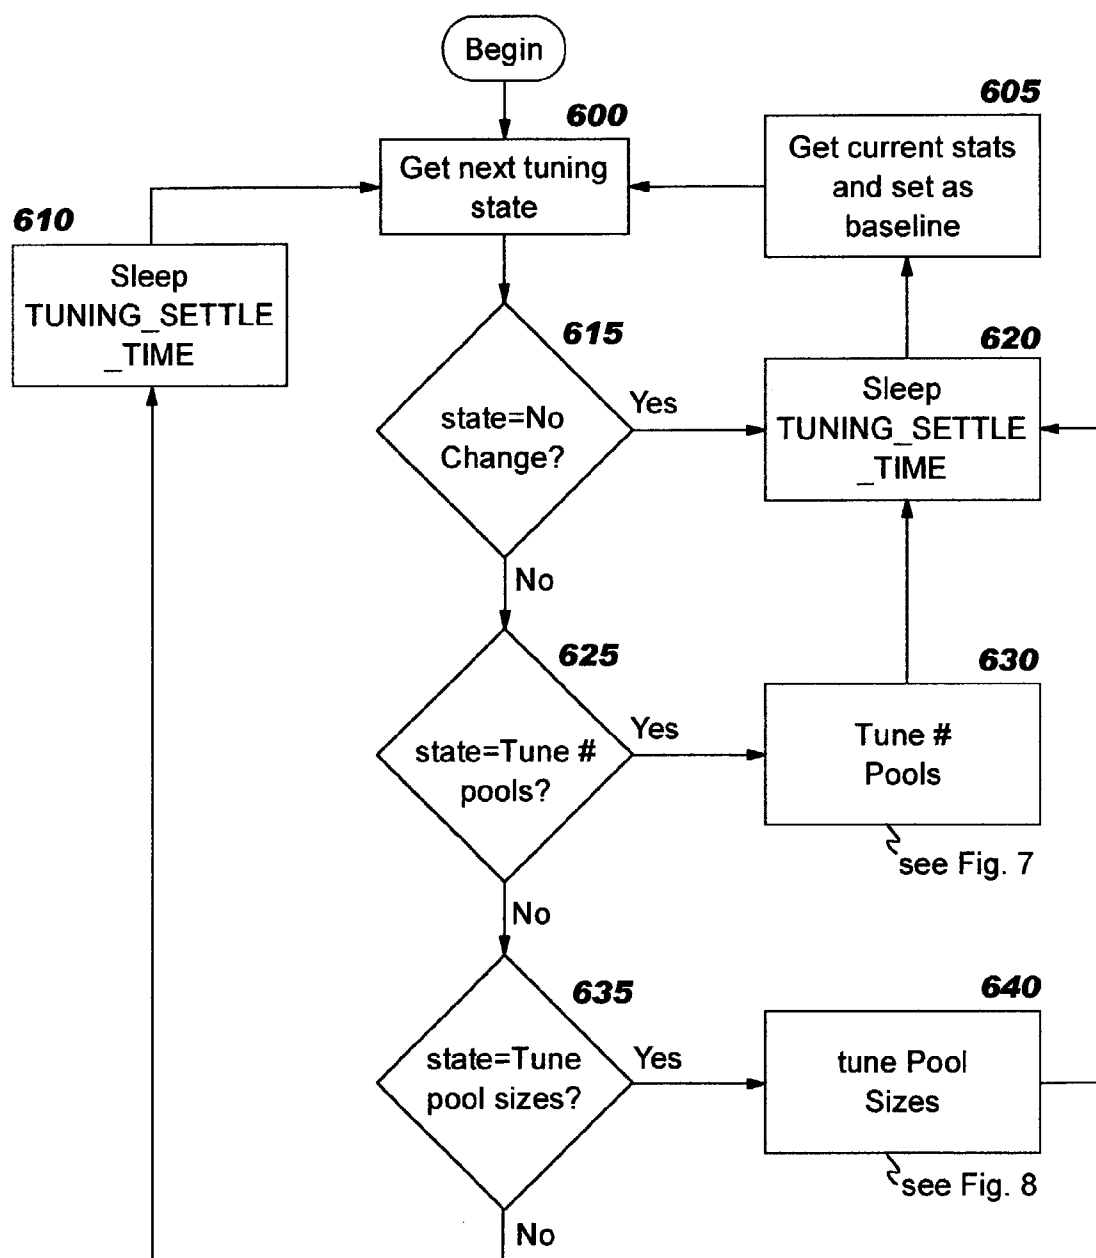 Begin
600
Get next tuning
state
605
Get current stats
and set as
baseline
610
Sleep
TUNING_SETTLE
_TIME
615
state=No
Change?
Yes
No
620
Sleep
TUNING_SETTLE
_TIME
625
state=Tune #
pools?
Yes
No
630
Tune #
Pools
see Fig. 7
635
state=Tune
pool sizes?
Yes
No
640
tune Pool
Sizes
see Fig. 8